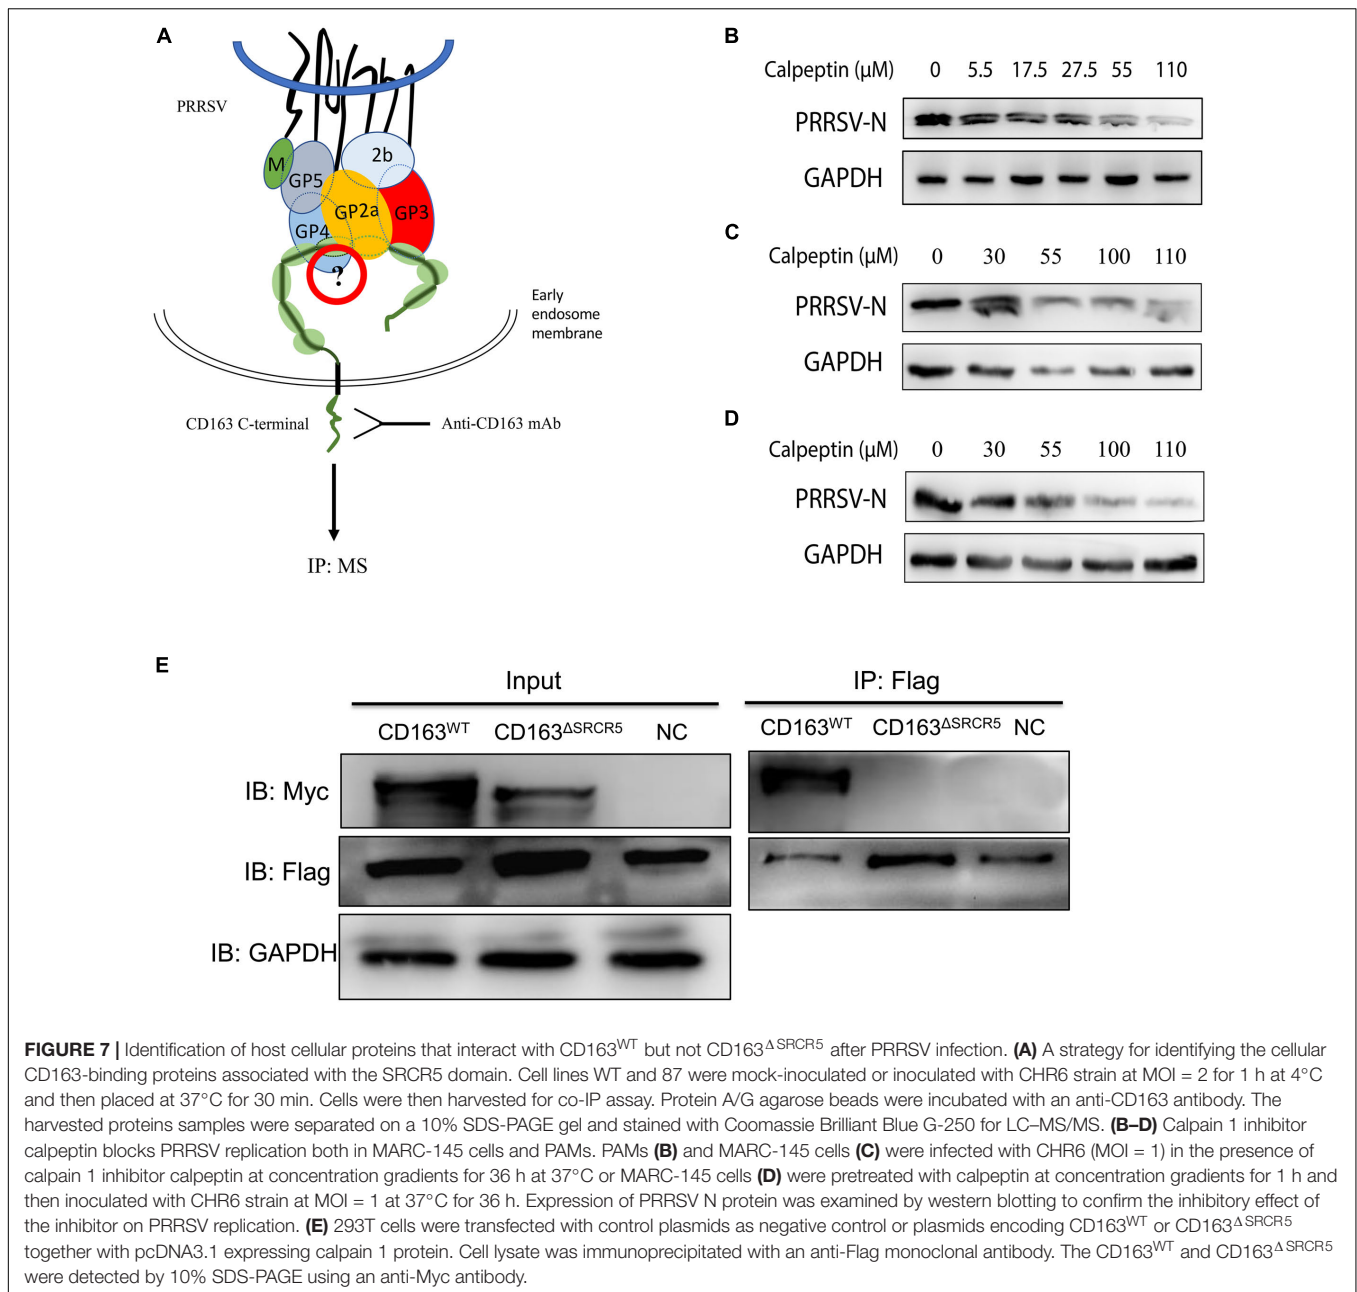 A
PRRSV
M
GP5
2b
GP4
GP2a
GP3
?
Early
endosome
membrane
CD163 C-terminal
Anti-CD163 mAb
IP: MS
B
Calpeptin (μM) 0 5.5 17.5 27.5 55 110
PRRSV-N
GAPDH
C
Calpeptin (μM) 0 30 55 100 110
PRRSV-N
GAPDH
D
Calpeptin (μM) 0 30 55 100 110
PRRSV-N
GAPDH
E
Input
IP: Flag
CD163WT CD163ΔSRCR5 NC
CD163WT CD163ΔSRCR5 NC
IB: Myc
IB: Flag
IB: GAPDH
FIGURE 7 | Identification of host cellular proteins that interact with CD163WT but not CD163Δ SRCR5 after PRRSV infection. (A) A strategy for identifying the cellular
CD163-binding proteins associated with the SRCR5 domain. Cell lines WT and 87 were mock-inoculated or inoculated with CHR6 strain at MOI = 2 for 1 h at 4°C
and then placed at 37°C for 30 min. Cells were then harvested for co-IP assay. Protein A/G agarose beads were incubated with an anti-CD163 antibody. The
harvested proteins samples were separated on a 10% SDS-PAGE gel and stained with Coomassie Brilliant Blue G-250 for LC–MS/MS. (B–D) Calpain 1 inhibitor
calpeptin blocks PRRSV replication both in MARC-145 cells and PAMs. PAMs (B) and MARC-145 cells (C) were infected with CHR6 (MOI = 1) in the presence of
calpain 1 inhibitor calpeptin at concentration gradients for 36 h at 37°C or MARC-145 cells (D) were pretreated with calpeptin at concentration gradients for 1 h and
then inoculated with CHR6 strain at MOI = 1 at 37°C for 36 h. Expression of PRRSV N protein was examined by western blotting to confirm the inhibitory effect of
the inhibitor on PRRSV replication. (E) 293T cells were transfected with control plasmids as negative control or plasmids encoding CD163WT or CD163Δ SRCR5
together with pcDNA3.1 expressing calpain 1 protein. Cell lysate was immunoprecipitated with an anti-Flag monoclonal antibody. The CD163WT and CD163Δ SRCR5
were detected by 10% SDS-PAGE using an anti-Myc antibody.